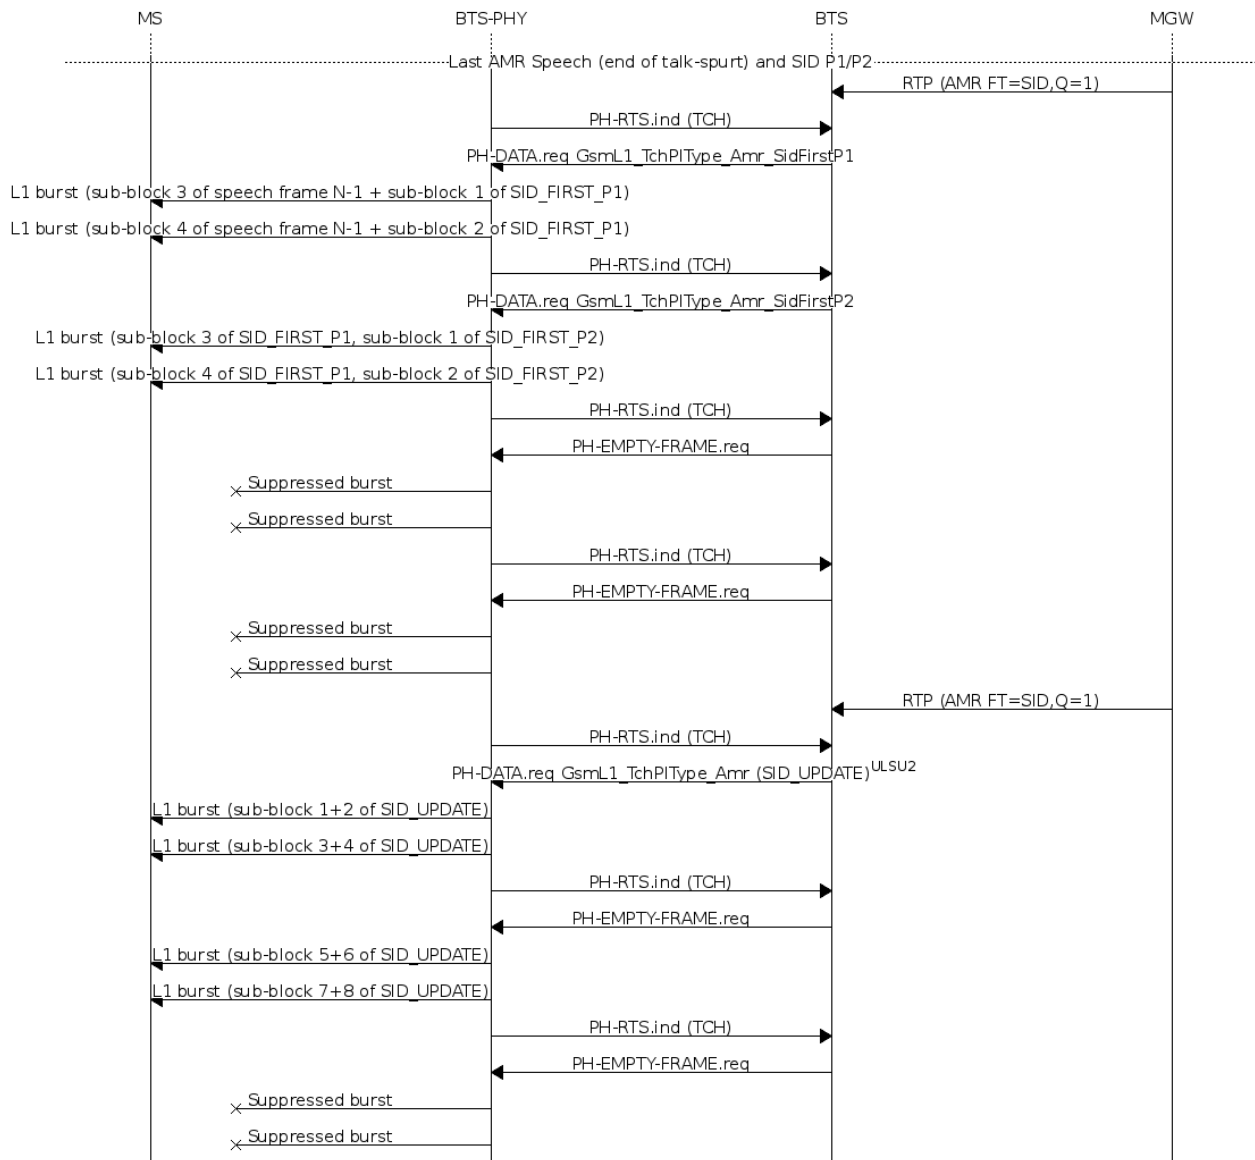 MS BTS-PHY BTS MGW
Last AMR Speech (end of talk-spurt) and SID P1/P2
RTP (AMR FT=SID,Q=1)
PH-RTS.ind (TCH)
PH-DATA.req GsmL1_TchPlType_Amr_SidFirstP1
L1 burst (sub-block 3 of speech frame N-1 + sub-block 1 of SID_FIRST_P1)
L1 burst (sub-block 4 of speech frame N-1 + sub-block 2 of SID_FIRST_P1)
PH-RTS.ind (TCH)
PH-DATA.req GsmL1_TchPlType_Amr_SidFirstP2
L1 burst (sub-block 3 of SID_FIRST_P1, sub-block 1 of SID_FIRST_P2)
L1 burst (sub-block 4 of SID_FIRST_P1, sub-block 2 of SID_FIRST_P2)
PH-RTS.ind (TCH)
PH-EMPTY-FRAME.req
Suppressed burst
Suppressed burst
PH-RTS.ind (TCH)
PH-EMPTY-FRAME.req
Suppressed burst
Suppressed burst
RTP (AMR FT=SID,Q=1)
PH-RTS.ind (TCH)
PH-DATA.req GsmL1_TchPlType_Amr (SID_UPDATE)ULSU2
L1 burst (sub-block 1+2 of SID_UPDATE)
L1 burst (sub-block 3+4 of SID_UPDATE)
PH-RTS.ind (TCH)
PH-EMPTY-FRAME.req
L1 burst (sub-block 5+6 of SID_UPDATE)
L1 burst (sub-block 7+8 of SID_UPDATE)
PH-RTS.ind (TCH)
PH-EMPTY-FRAME.req
Suppressed burst
Suppressed burst